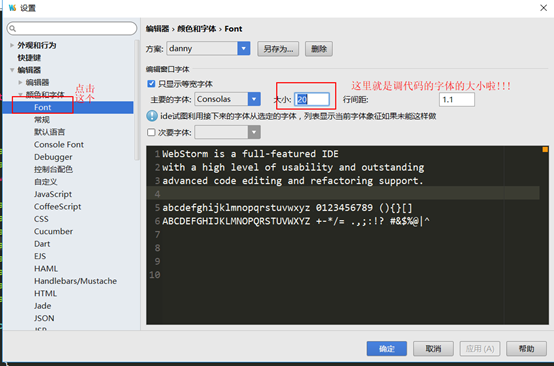 设置
编辑器 › 颜色和字体 › Font
外观和行为
快捷键
编辑器
编辑器
颜色和字体
Font
常规
默认语言
Console Font
Debugger
控制台配色
自定义
JavaScript
CoffeeScript
CSS
Cucumber
Dart
EJS
HAML
Handlebars/Mustache
HTML
Jade
JSON
JSP
点击
这个
方案: danny 另存为... 删除
编辑窗口字体
只显示等宽字体
这里就是调代码的字体的大小啦!!!
主要的字体: Consolas 大小: 20 行间距: 1.1
ide试图利用接下来的字体从选定的字体，列表显示当前字体象征如果未能这样做
次要字体:
1 WebStorm is a full-featured IDE
2 with a high level of usability and outstanding
3 advanced code editing and refactoring support.
4
5 abcdefghijklmnopqrstuvwxyz 0123456789 (){}[]
6 ABCDEFGHIJKLMNOPQRSTUVWXYZ +-*/= .,;:!? #&$%@|^
7
8
9
10
确定 取消 应用 (A) 帮助